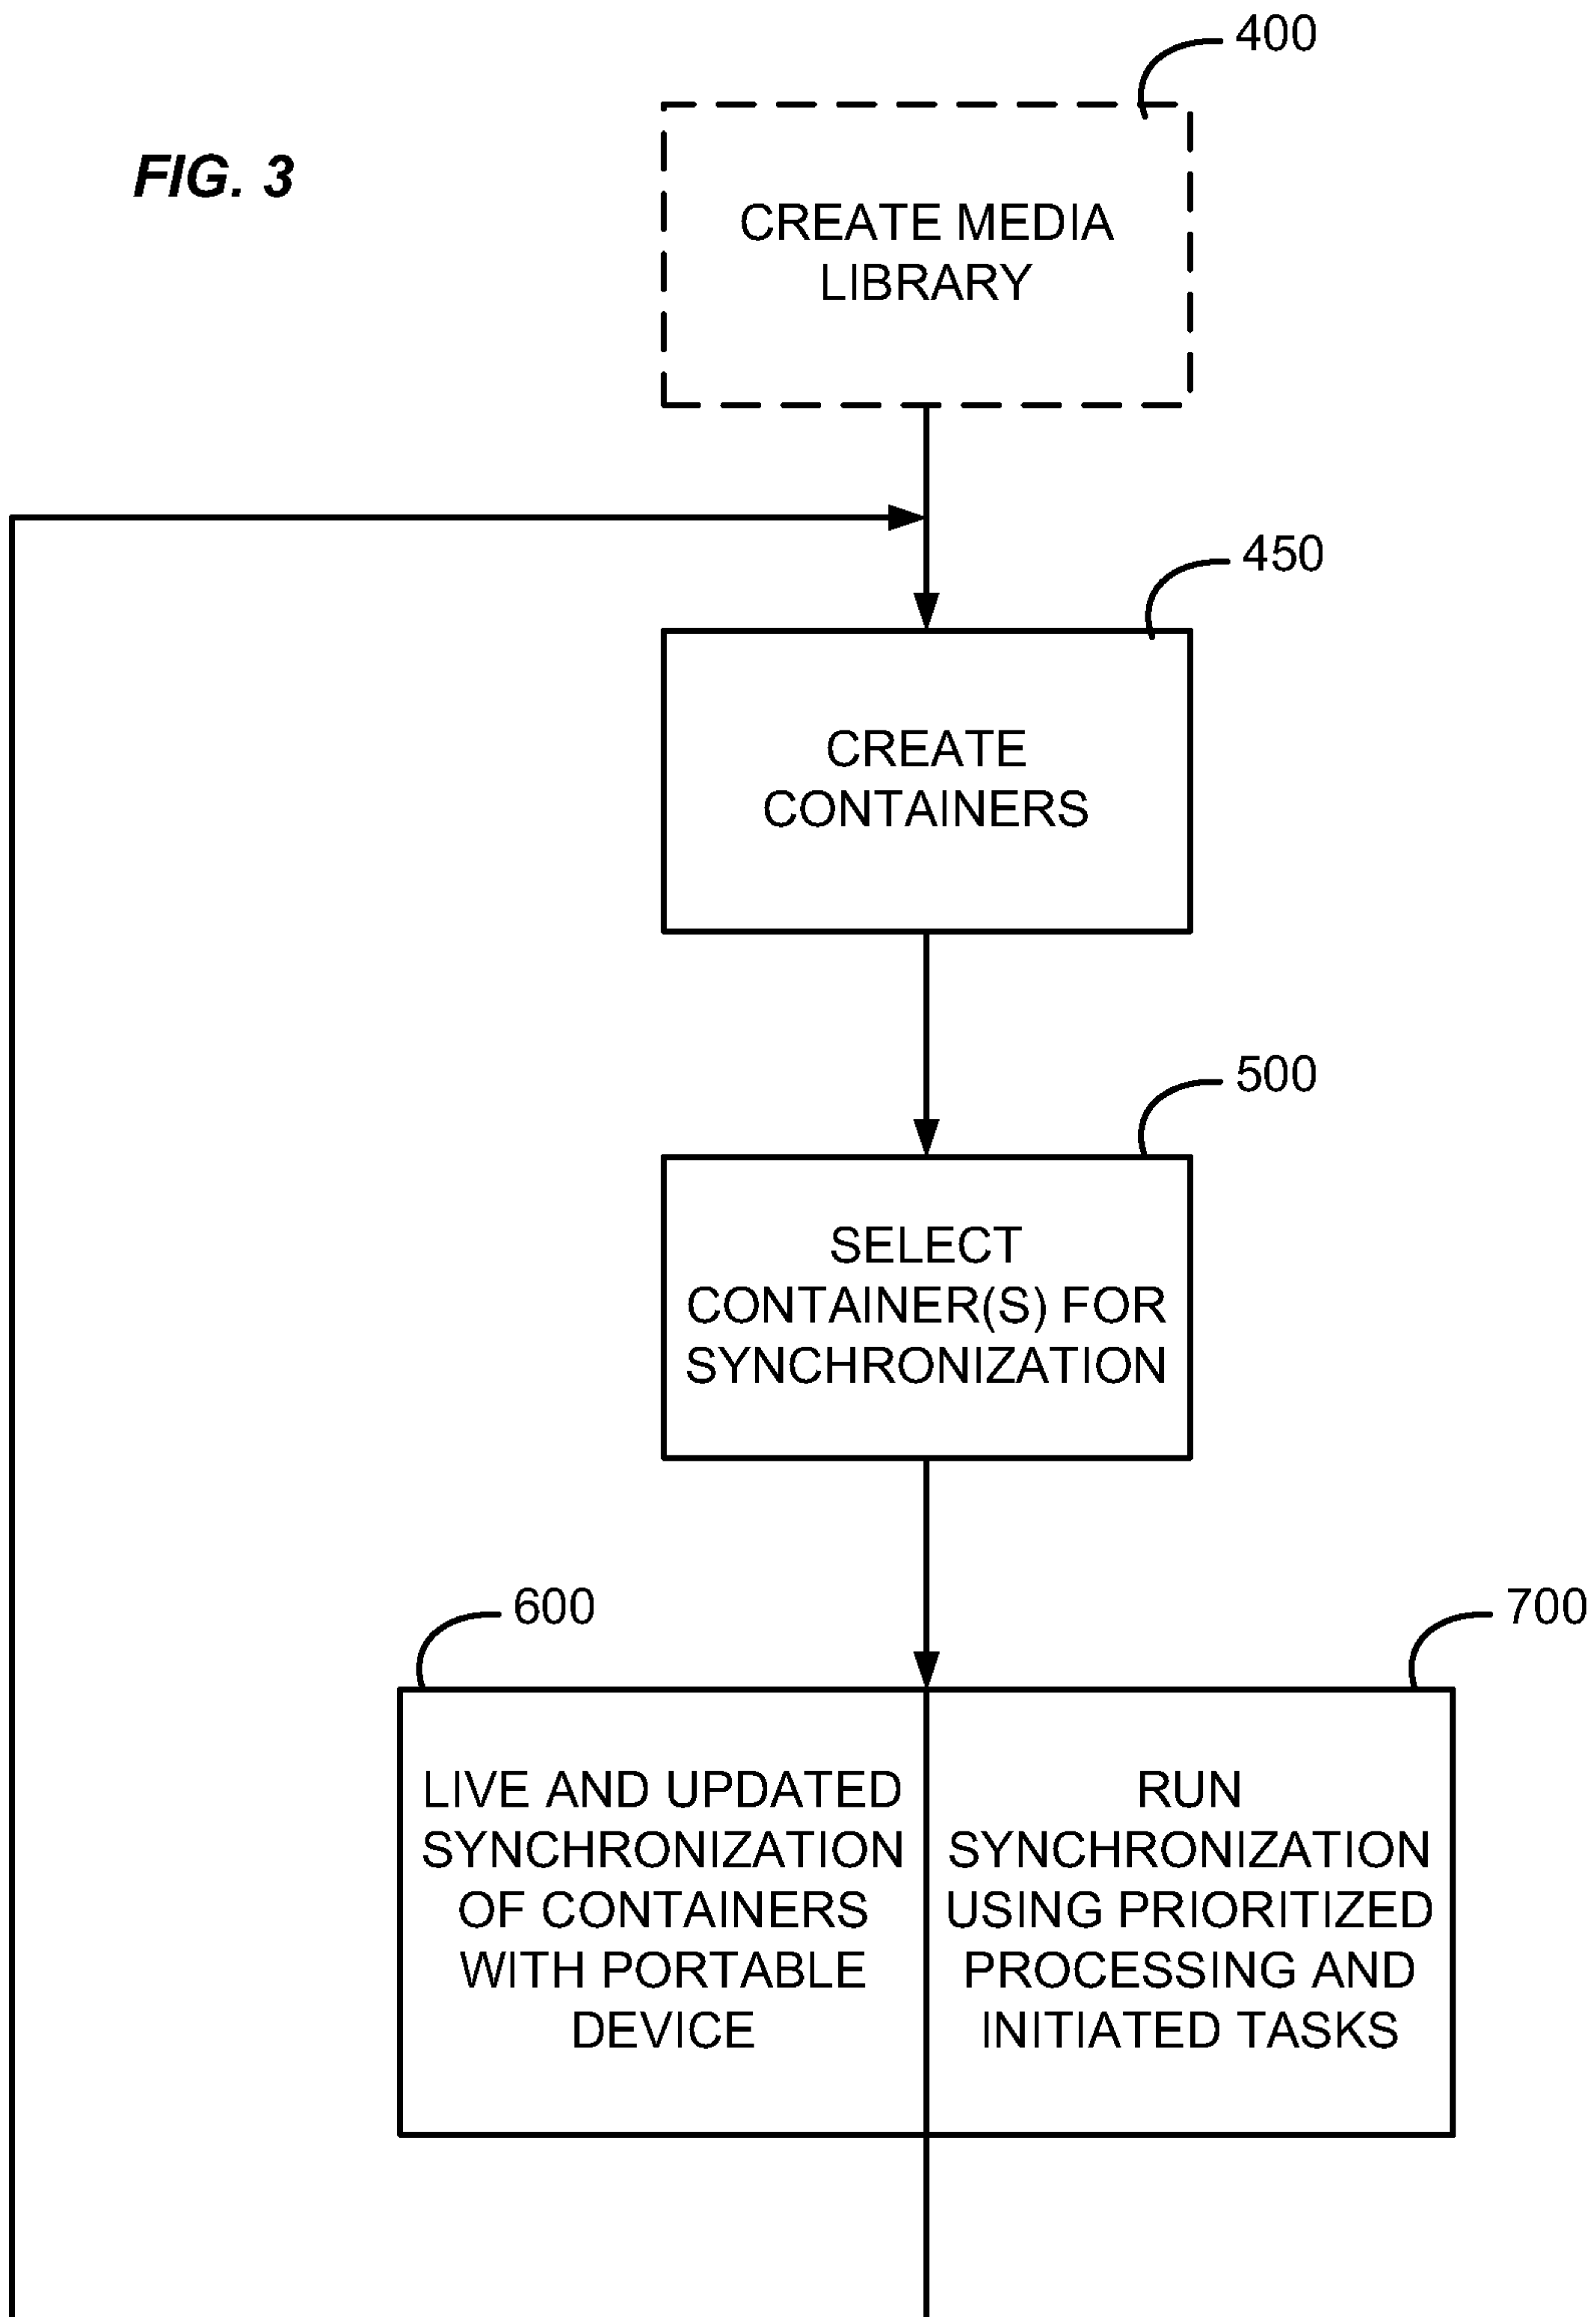 400
FIG. 3
CREATE MEDIA
LIBRARY
450
CREATE
CONTAINERS
500
SELECT
CONTAINER(S) FOR
SYNCHRONIZATION
600
700
LIVE AND UPDATED
SYNCHRONIZATION
OF CONTAINERS
WITH PORTABLE
DEVICE
RUN
SYNCHRONIZATION
USING PRIORITIZED
PROCESSING AND
INITIATED TASKS